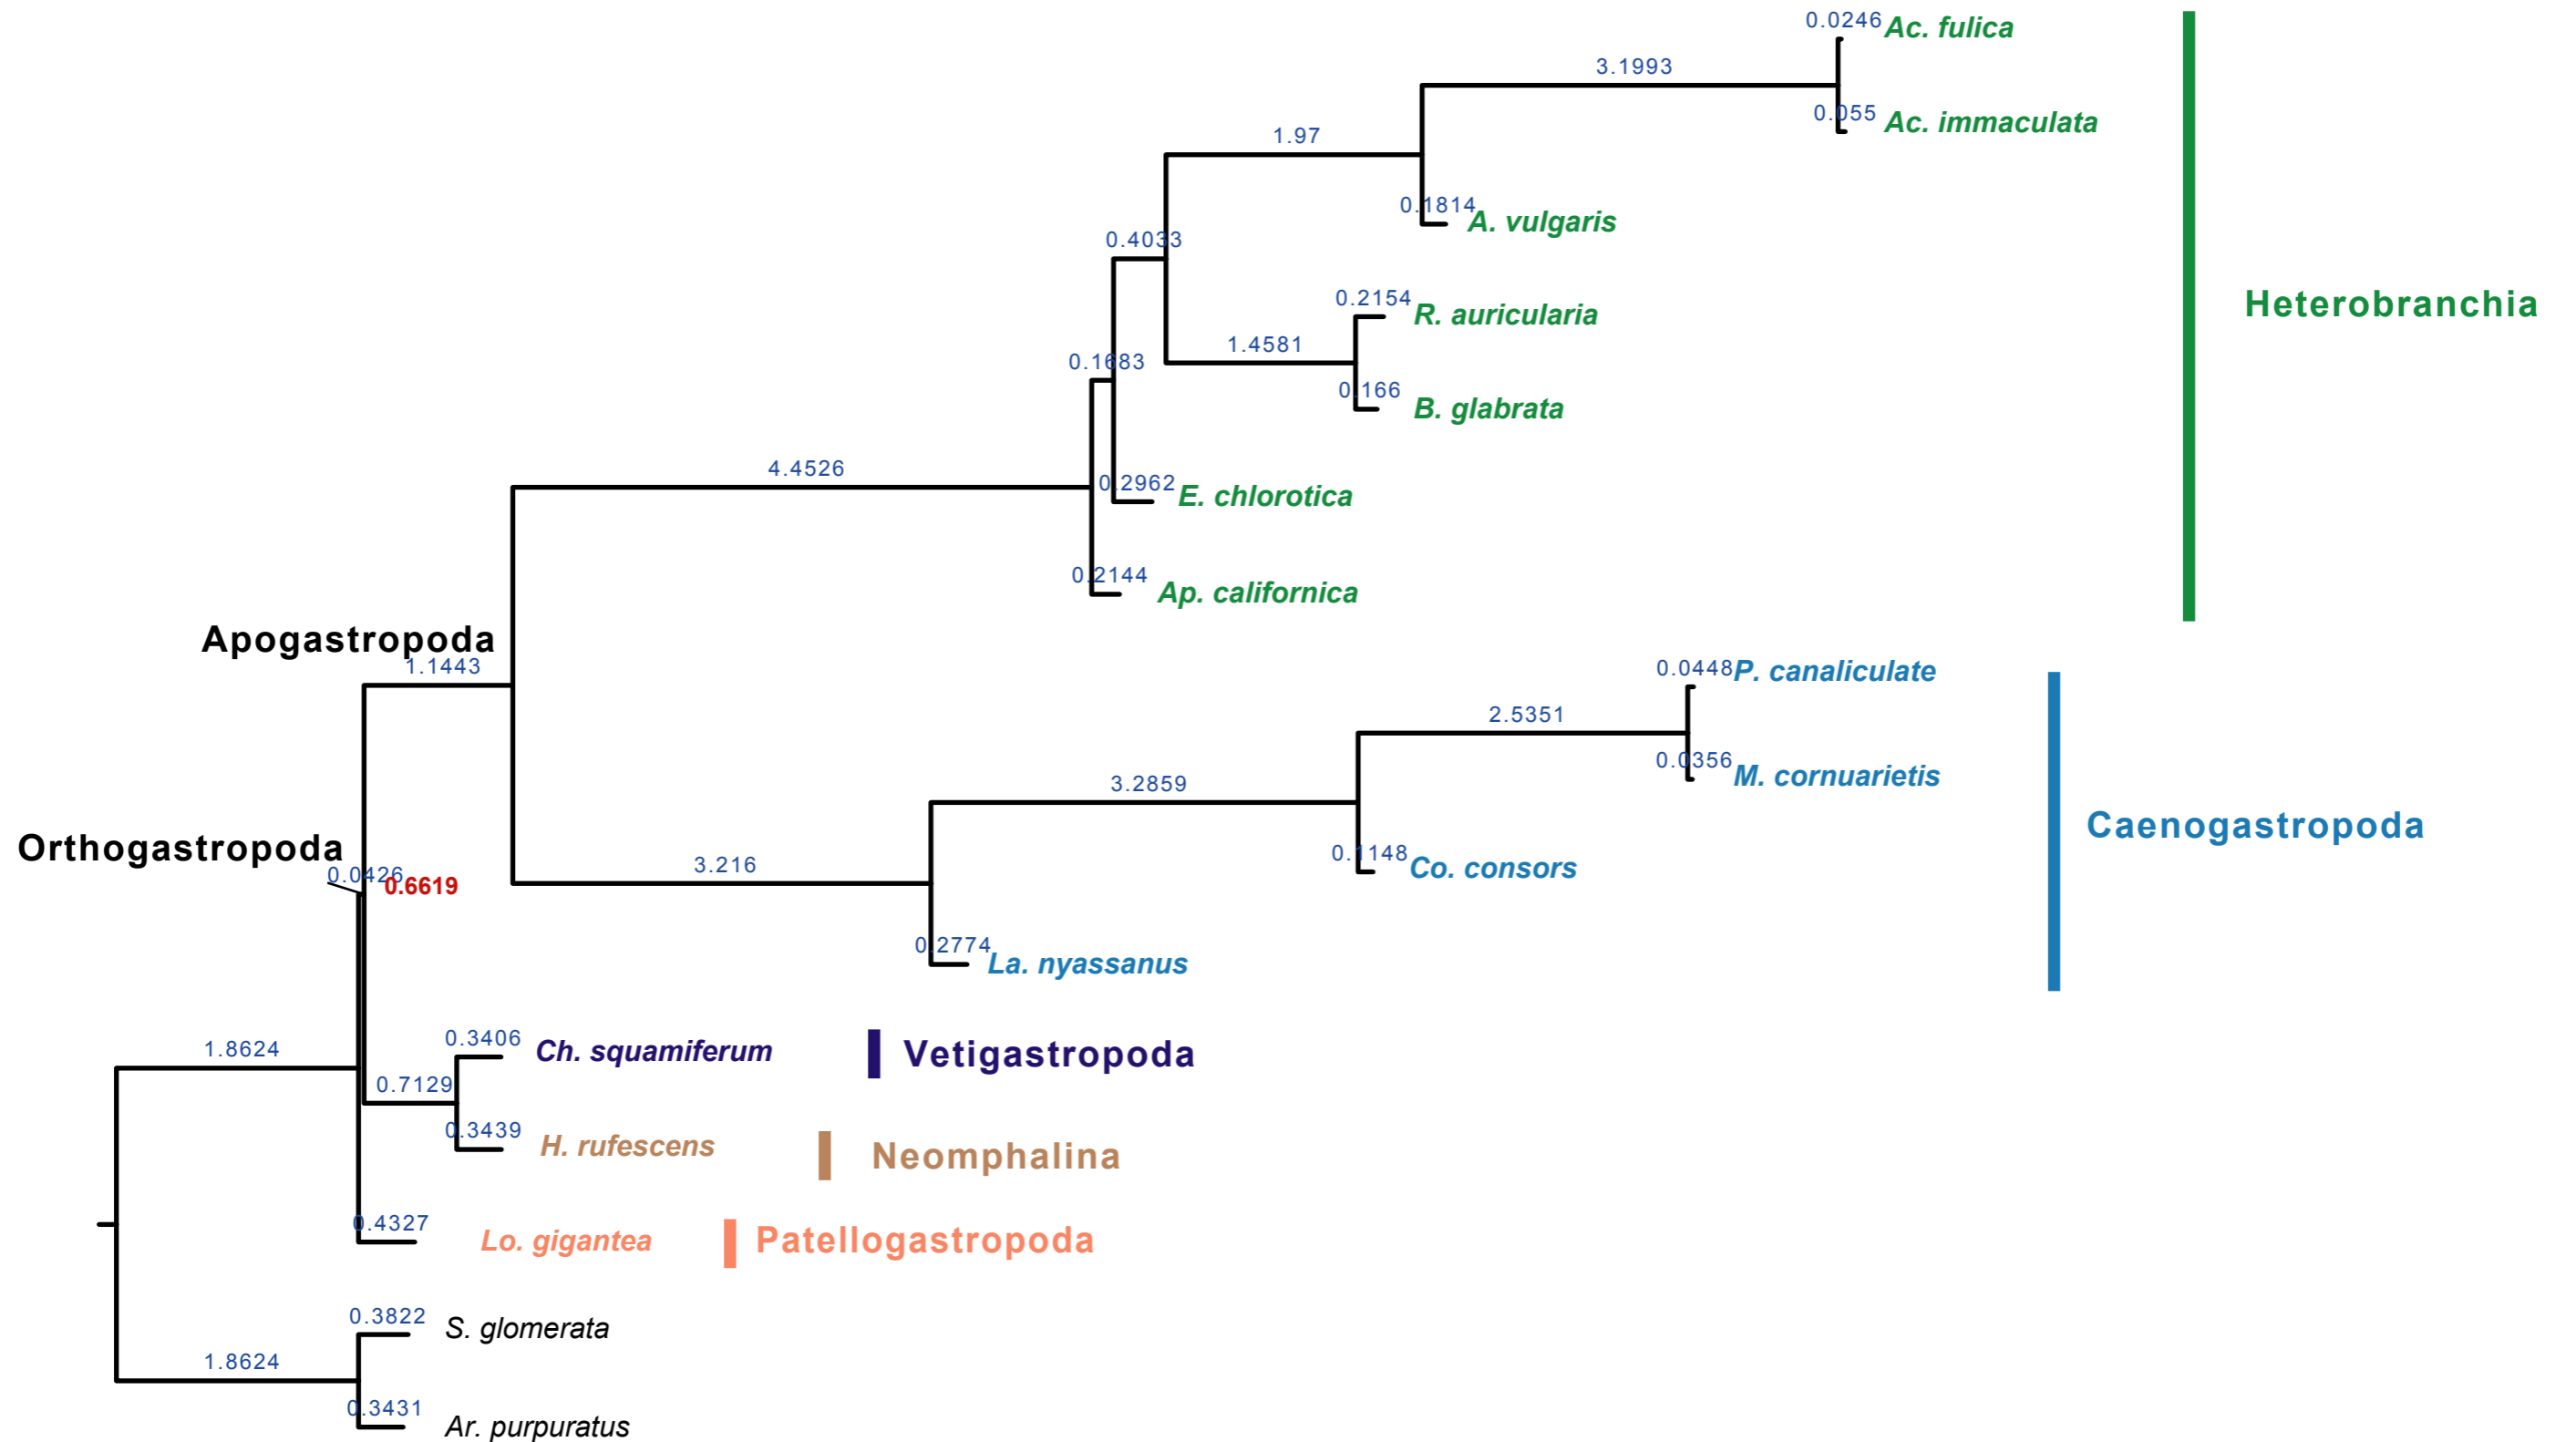 0.0246 Ac. fulica
3.1993
0.055 Ac. immaculata
1.97
0.1814 A. vulgaris
0.4033
0.2154 R. auricularia
Heterobranchia
1.4581
0.1683
0.166 B. glabrata
4.4526
0.2962 E. chlorotica
0.2144 Ap. californica
Apogastropoda
1.1443
0.0448 P. canaliculate
2.5351
0.0356 M. cornuarietis
3.2859
Caenogastropoda
Orthogastropoda
0.1148 Co. consors
3.216
0.0426 0.6619
0.2774 La. nyassanus
0.3406 Ch. squamiferum Vetigastropoda
1.8624
0.7129
0.3439 H. rufescens Neomphalina
0.4327 Lo. gigantea Patellogastropoda
0.3822 S. glomerata
1.8624
0.3431 Ar. purpuratus